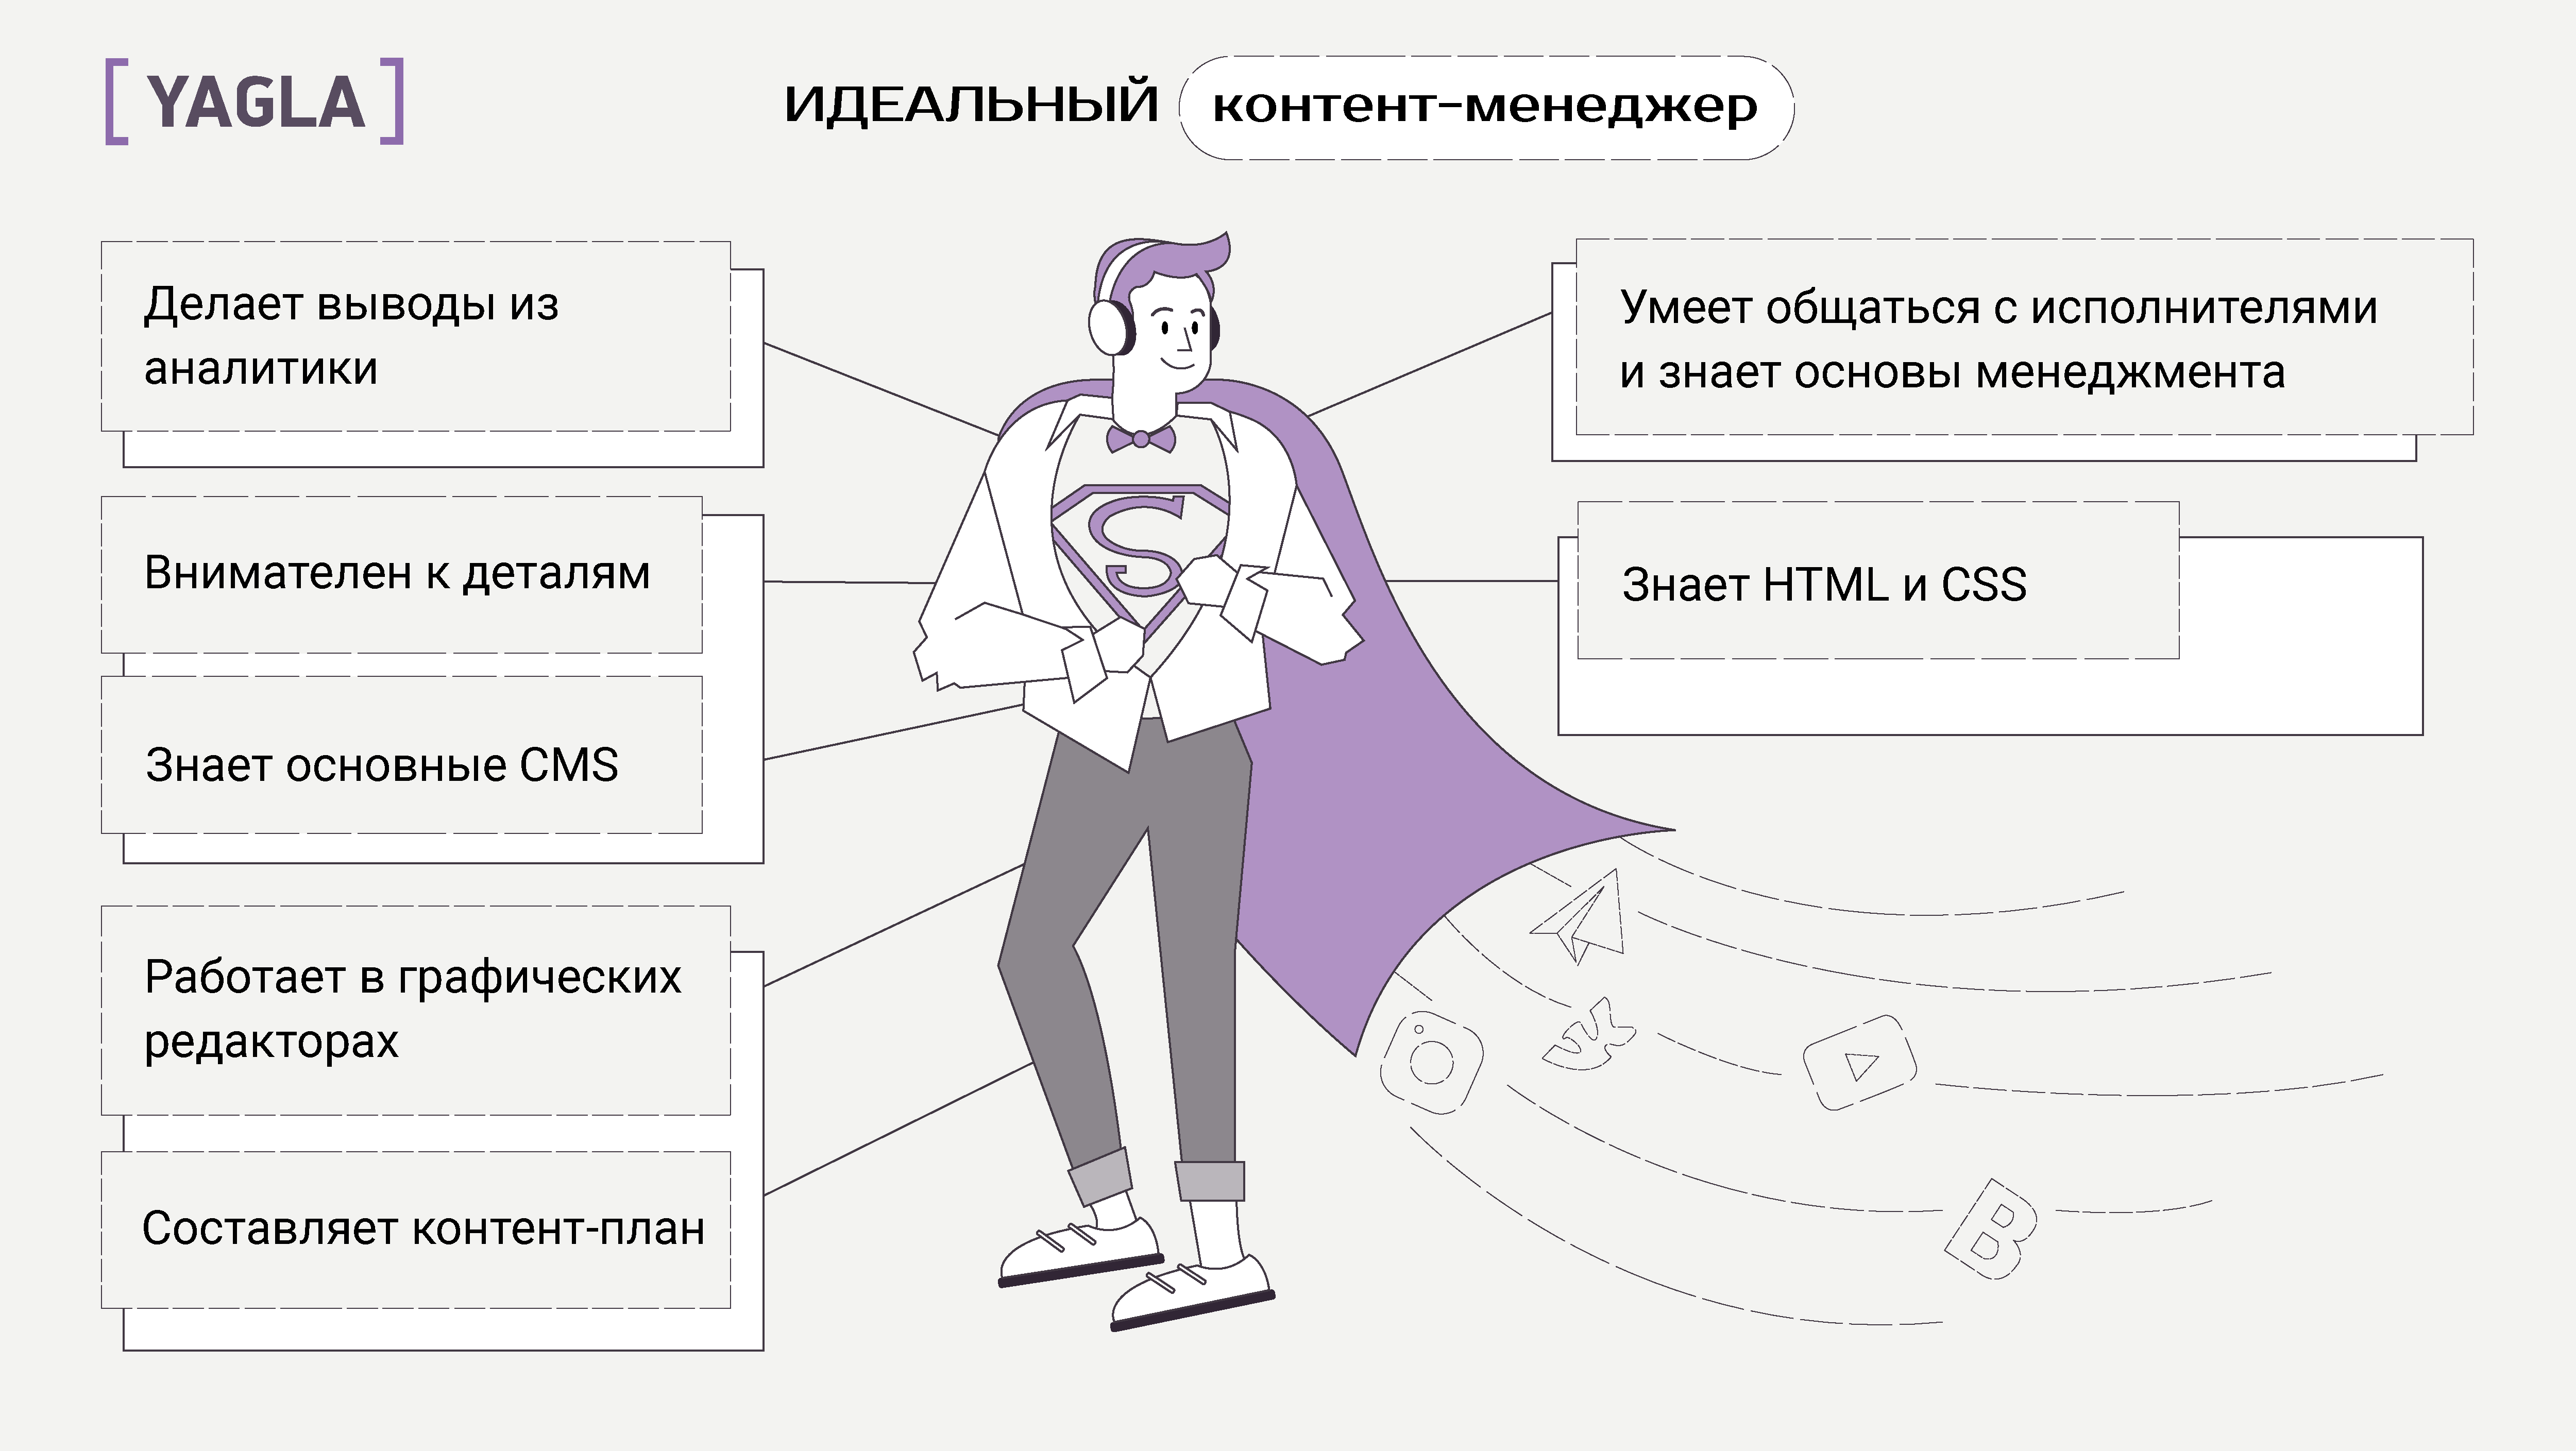 [ YAGLA ]
ИДЕАЛЬНЫЙ контент-менеджер
Делает выводы из
аналитики
Внимателен к деталям
Знает основные CMS
Работает в графических
редакторах
Составляет контент-план
Умеет общаться с исполнителями
и знает основы менеджмента
Знает HTML и CSS
S
B